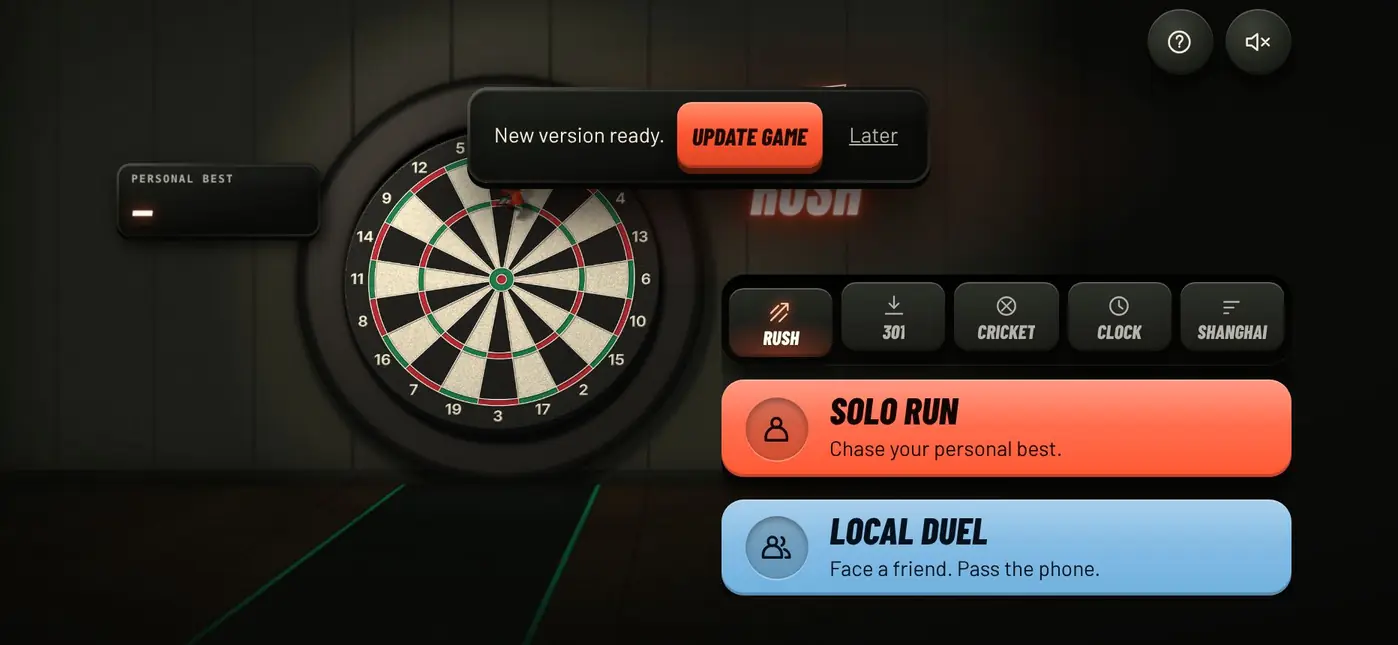 New version ready.
UPDATE GAME
Later
PERSONAL BEST
RUSH
5
12
9
14
11
8
16
7
19
3
17
2
15
10
6
13
4
RUSH
301
CRICKET
CLOCK
SHANGHAI
SOLO RUN
Chase your personal best.
LOCAL DUEL
Face a friend. Pass the phone.